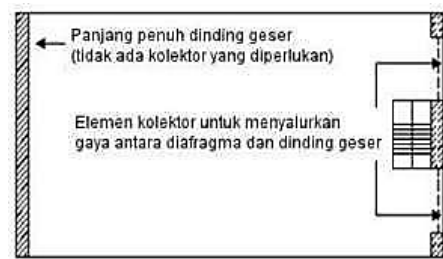 Panjang penuh dinding geser
(tidak ada kolektor yang diperlukan)
Elemen kolektor untuk menyalurkan
gaya antara diafragma dan dinding geser